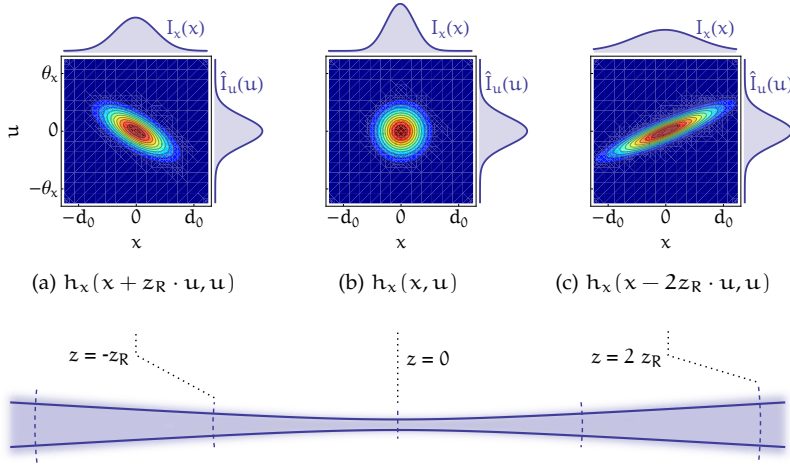 I_x(x) I_x(x) I_x(x)
Î_u(u) Î_u(u) Î_u(u)
θ_x
u 0
−θ_x
−d_0 0 d_0 −d_0 0 d_0 −d_0 0 d_0
x x x
(a) h_x(x + z_R · u, u) (b) h_x(x, u) (c) h_x(x − 2z_R · u, u)
z = -z_R z = 0 z = 2 z_R